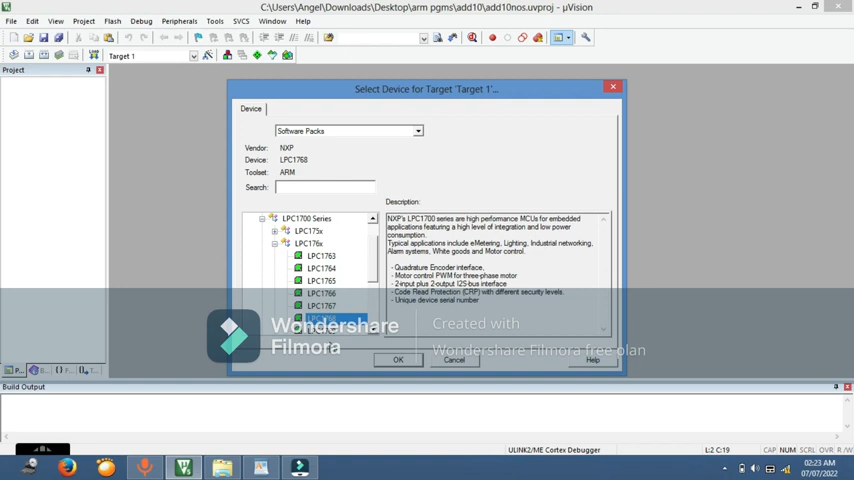 C:\Users\Angel\Downloads\Desktop\arm pgms\add10\add10nos.uvproj - µVision
File Edit View Project Flash Debug Peripherals Tools SVCS Window Help
Target 1
Project
Select Device for Target 'Target 1'...
Device
Software Packs
Vendor: NXP
Device: LPC1768
Toolset: ARM
Search:
LPC1700 Series
LPC175x
LPC176x
LPC1763
LPC1764
LPC1765
LPC1766
LPC1767
LPC1768
Description:
NXP's LPC1700 series are high performance MCUs for embedded
applications featuring a high level of integration and low power
consumption.
Typical applications include eMetering, Lighting, Industrial networking,
Alarm systems, White goods and Motor control.
- Quadrature Encoder interface,
- Motor control PWM for three-phase motor
- 2-input plus 2-output I2S-bus interface
- Code Read Protection (CRP) with different security levels.
- Unique device serial number
Wondershare
Filmora
Created with
Wondershare Filmora free plan
OK Cancel Help
P... B... {} F... T...
Build Output
ULINK2/ME Cortex Debugger L:2 C:19 CAP NUM SCRL OVR R/W
02:23 AM
07/07/2022